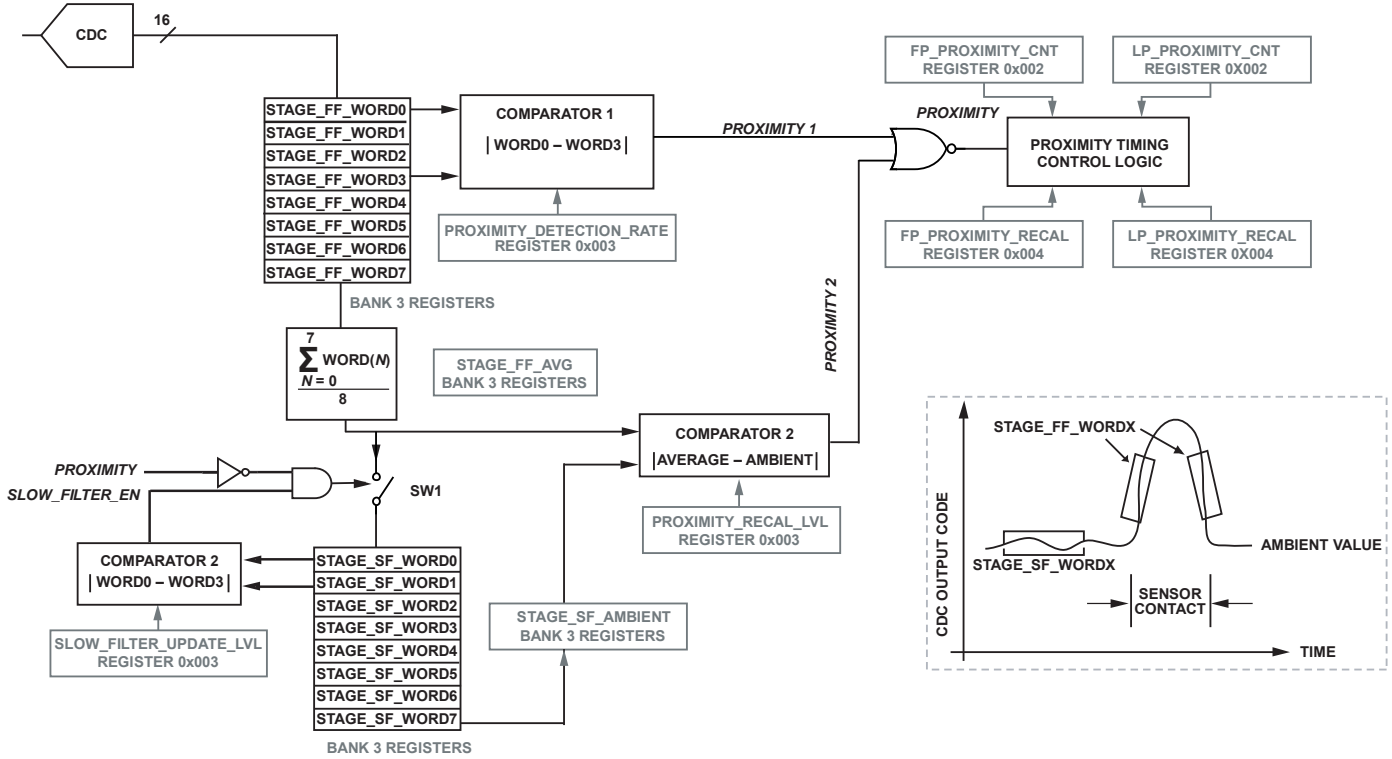 CDC
16
STAGE_FF_WORD0
STAGE_FF_WORD1
STAGE_FF_WORD2
STAGE_FF_WORD3
STAGE_FF_WORD4
STAGE_FF_WORD5
STAGE_FF_WORD6
STAGE_FF_WORD7
BANK 3 REGISTERS
COMPARATOR 1
|WORD0 – WORD3|
PROXIMITY_DETECTION_RATE
REGISTER 0x003
PROXIMITY 1
PROXIMITY 2
PROXIMITY
FP_PROXIMITY_CNT
REGISTER 0x002
LP_PROXIMITY_CNT
REGISTER 0X002
PROXIMITY TIMING
CONTROL LOGIC
FP_PROXIMITY_RECAL
REGISTER 0x004
LP_PROXIMITY_RECAL
REGISTER 0X004
7
Σ WORD(N)
N = 0
8
STAGE_FF_AVG
BANK 3 REGISTERS
COMPARATOR 2
|AVERAGE – AMBIENT|
PROXIMITY_RECAL_LVL
REGISTER 0x003
PROXIMITY
SLOW_FILTER_EN
SW1
COMPARATOR 2
|WORD0 – WORD3|
SLOW_FILTER_UPDATE_LVL
REGISTER 0x003
STAGE_SF_WORD0
STAGE_SF_WORD1
STAGE_SF_WORD2
STAGE_SF_WORD3
STAGE_SF_WORD4
STAGE_SF_WORD5
STAGE_SF_WORD6
STAGE_SF_WORD7
BANK 3 REGISTERS
STAGE_SF_AMBIENT
BANK 3 REGISTERS
CDC OUTPUT CODE
STAGE_FF_WORDX
STAGE_SF_WORDX
AMBIENT VALUE
SENSOR
CONTACT
TIME